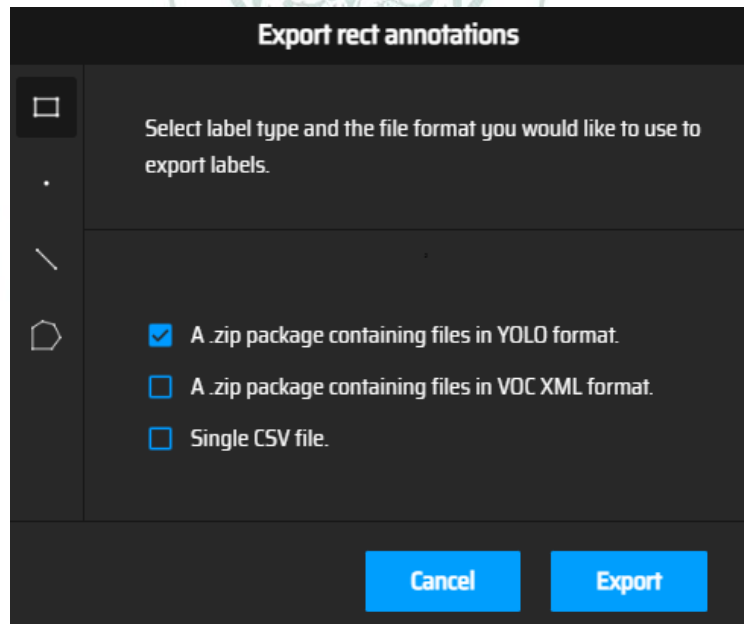 Export rect annotations
Select label type and the file format you would like to use to
export labels.
A .zip package containing files in YOLO format.
A .zip package containing files in VOC XML format.
Single CSV file.
Cancel
Export